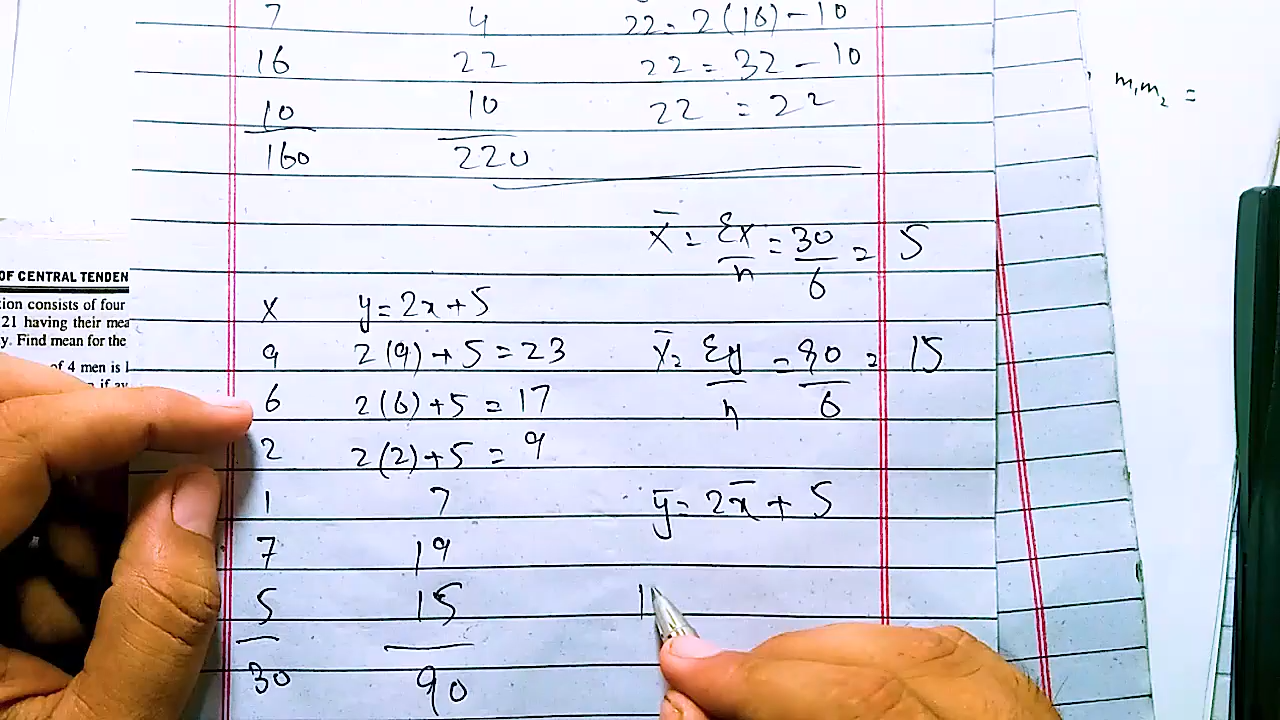 7 4 22 = 2(16) - 10
16 22 22 = 32 - 10
10 10 22 = 22
160 220
m1m2 =
X̄ = Σx/n = 30/6 = 5
OF CENTRAL TENDEN
tion consists of four
21 having their mea
y. Find mean for the
of 4 men is
if av
x y = 2x + 5
9 2(9) + 5 = 23 Ȳ = Σy/n = 90/6 = 15
6 2(6) + 5 = 17
2 2(2) + 5 = 9
1 7 ȳ = 2x̄ + 5
7 19
5 15 1
30 90